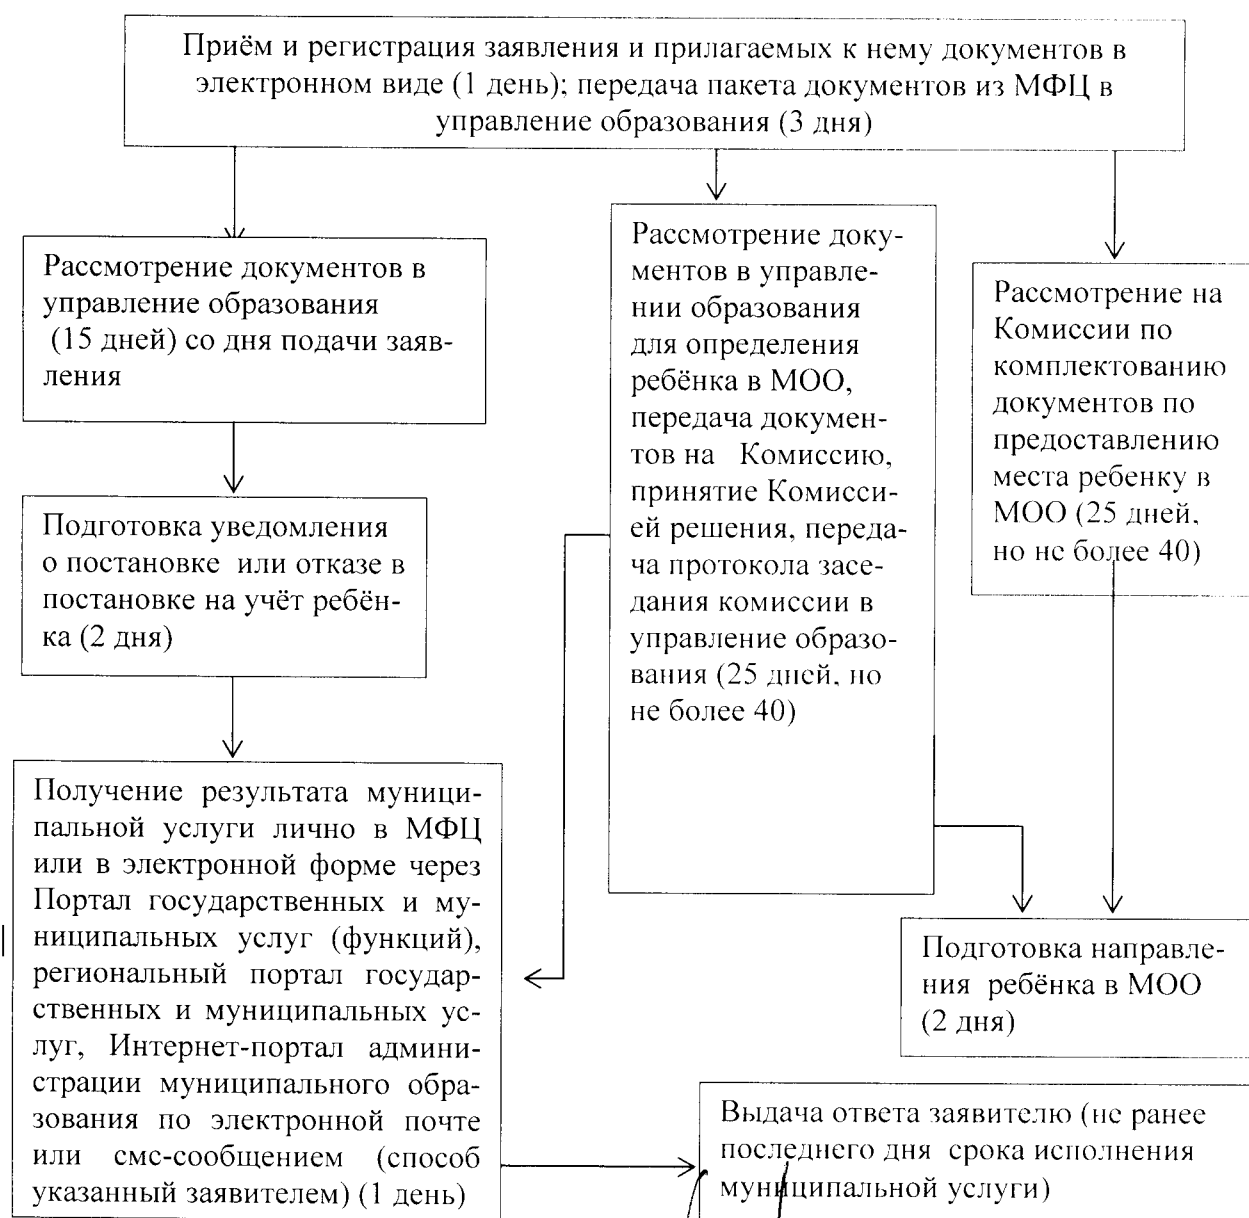 Приём и регистрация заявления и прилагаемых к нему документов в
электронном виде (1 день); передача пакета документов из МФЦ в
управление образования (3 дня)
Рассмотрение документов в
управление образования
(15 дней) со дня подачи заяв-
ления
Подготовка уведомления
о постановке или отказе в
постановке на учёт ребён-
ка (2 дня)
Получение результата муници-
пальной услуги лично в МФЦ
или в электронной форме через
Портал государственных и му-
ниципальных услуг (функций),
региональный портал государ-
ственных и муниципальных ус-
луг, Интернет-портал админи-
страции муниципального обра-
зования по электронной почте
или смс-сообщением (способ
указанный заявителем) (1 день)
Рассмотрение доку-
ментов в управле-
нии образования
для определения
ребёнка в МОО,
передача докумен-
тов на Комиссию,
принятие Комисси-
ей решения, переда-
ча протокола засе-
дания комиссии в
управление образо-
вания (25 дней, но
не более 40)
Рассмотрение на
Комиссии по
комплектованию
документов по
предоставлению
места ребенку в
МОО (25 дней,
но не более 40)
Подготовка направле-
ния ребёнка в МОО
(2 дня)
Выдача ответа заявителю (не ранее
последнего дня срока исполнения
муниципальной услуги)